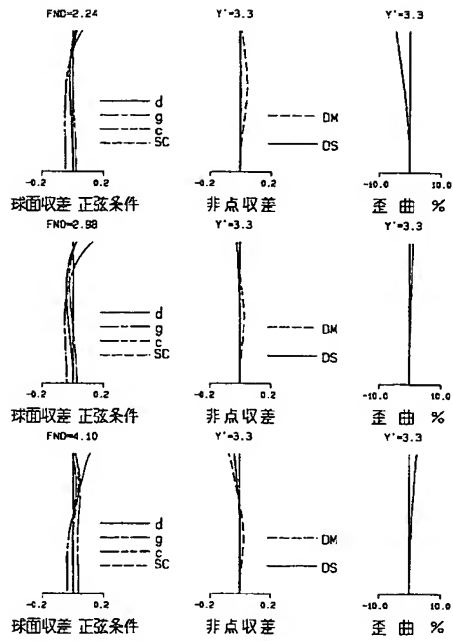 FNO=2.24 Y'=3.3 Y'=3.3
d
g
c
SC
DM
DS
-0.2 0.2 -0.2 0.2 -10.0 10.0
球面収差 正弦条件 非点収差 歪曲 %
FNO=2.98 Y'=3.3 Y'=3.3
d
g
c
SC
DM
DS
-0.2 0.2 -0.2 0.2 -10.0 10.0
球面収差 正弦条件 非点収差 歪曲 %
FNO=4.10 Y'=3.3 Y'=3.3
d
g
c
SC
DM
DS
-0.2 0.2 -0.2 0.2 -10.0 10.0
球面収差 正弦条件 非点収差 歪曲 %